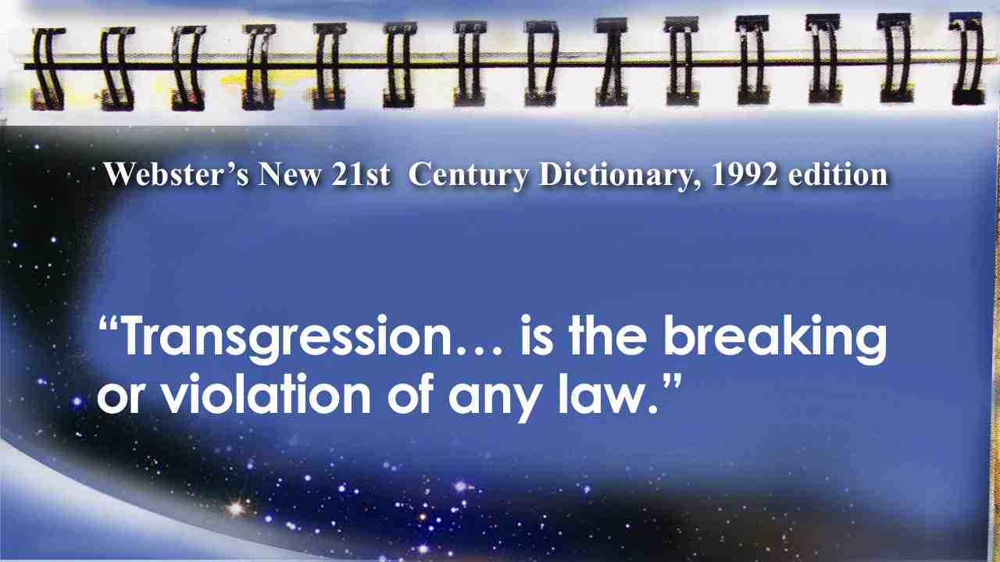 Webster’s New 21st  Century Dictionary, 1992 edition
“Transgression… is the breaking
or violation of any law.”